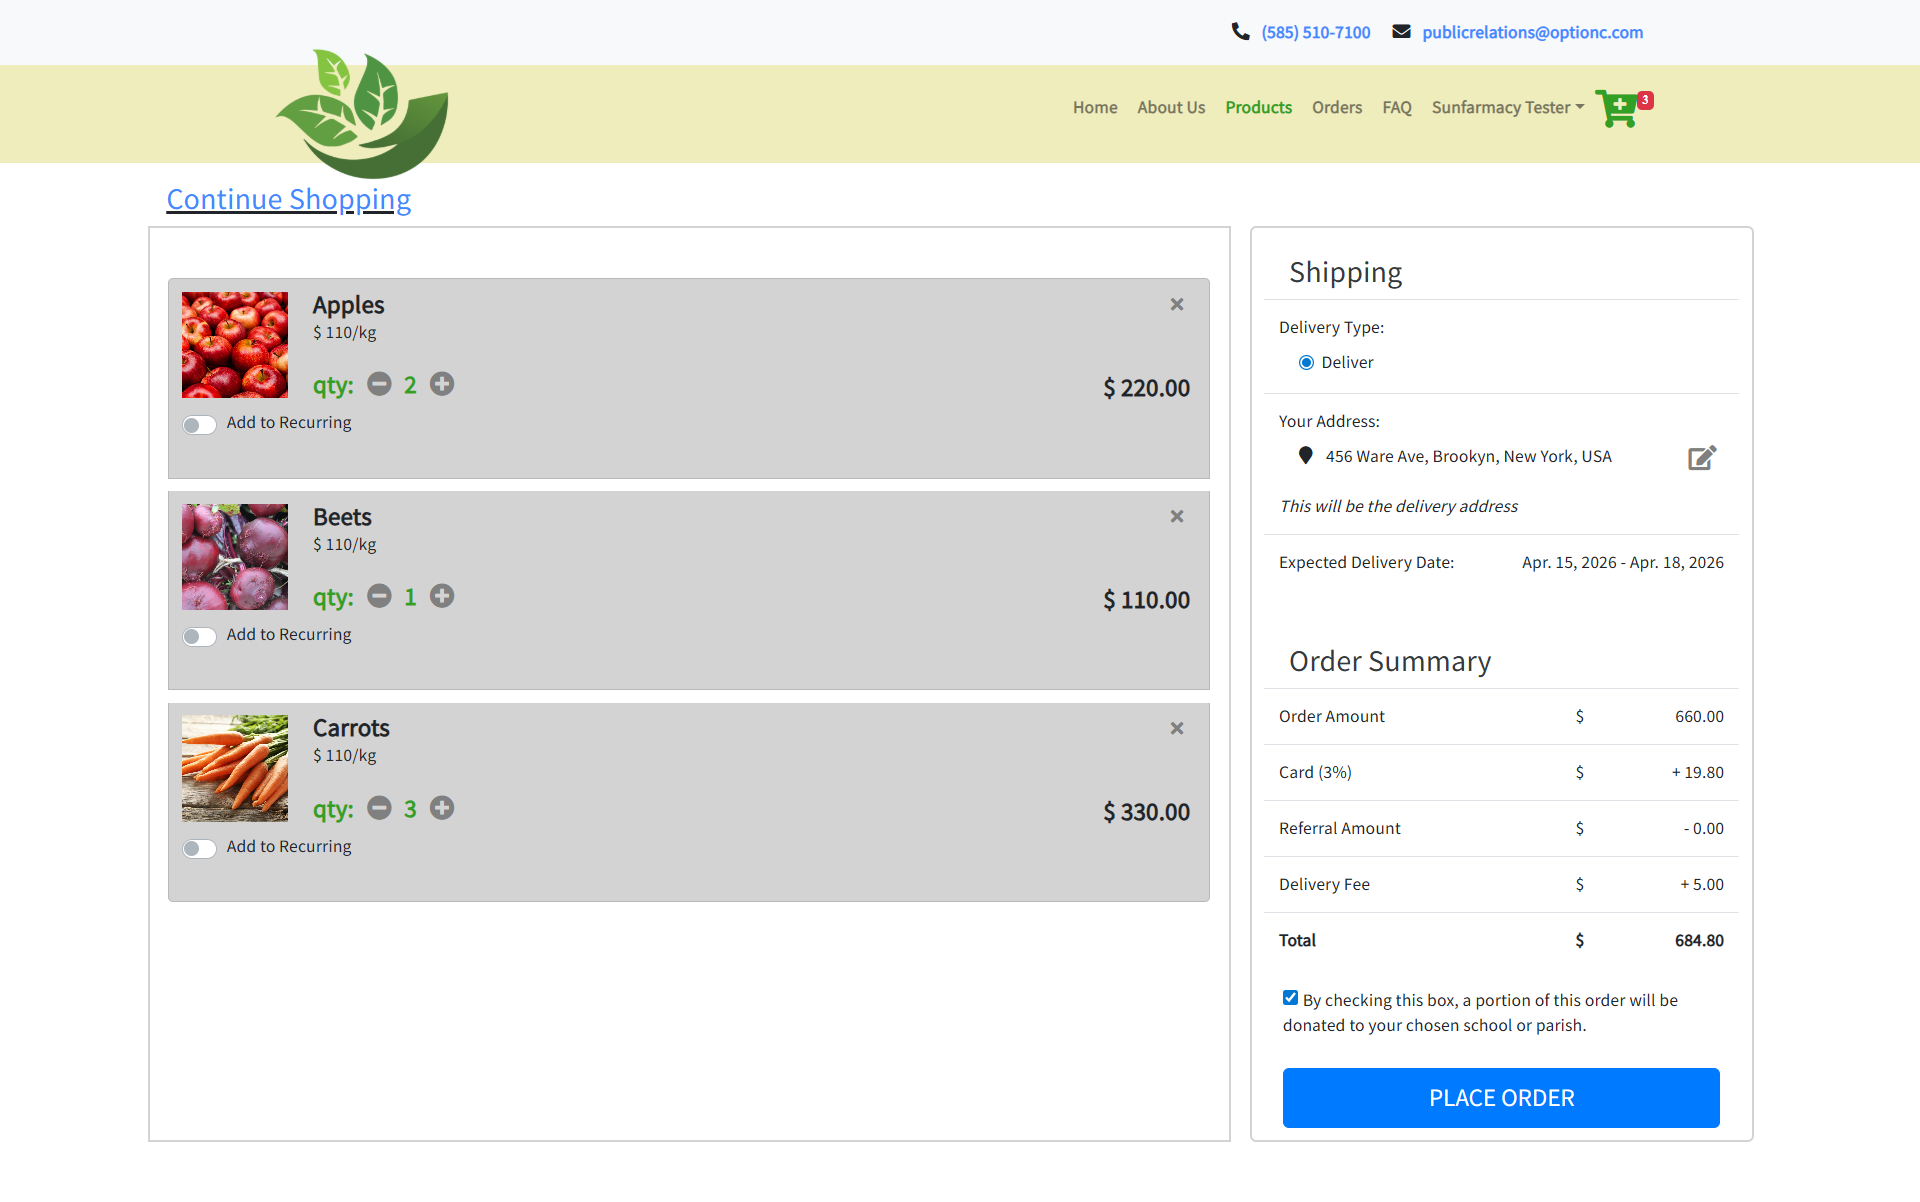 (585) 510-7100 publicrelations@optionc.com
Home About Us Products Orders FAQ Sunfarmacy Tester 3
Continue Shopping
Apples
$ 110/kg
qty: 2
$ 220.00
Add to Recurring
Beets
$ 110/kg
qty: 1
$ 110.00
Add to Recurring
Carrots
$ 110/kg
qty: 3
$ 330.00
Add to Recurring
Shipping
Delivery Type:
Deliver
Your Address:
456 Ware Ave, Brookyn, New York, USA
This will be the delivery address
Expected Delivery Date: Apr. 15, 2026 - Apr. 18, 2026
Order Summary
Order Amount $ 660.00
Card (3%) $ + 19.80
Referral Amount $ - 0.00
Delivery Fee $ + 5.00
Total $ 684.80
By checking this box, a portion of this order will be
donated to your chosen school or parish.
PLACE ORDER